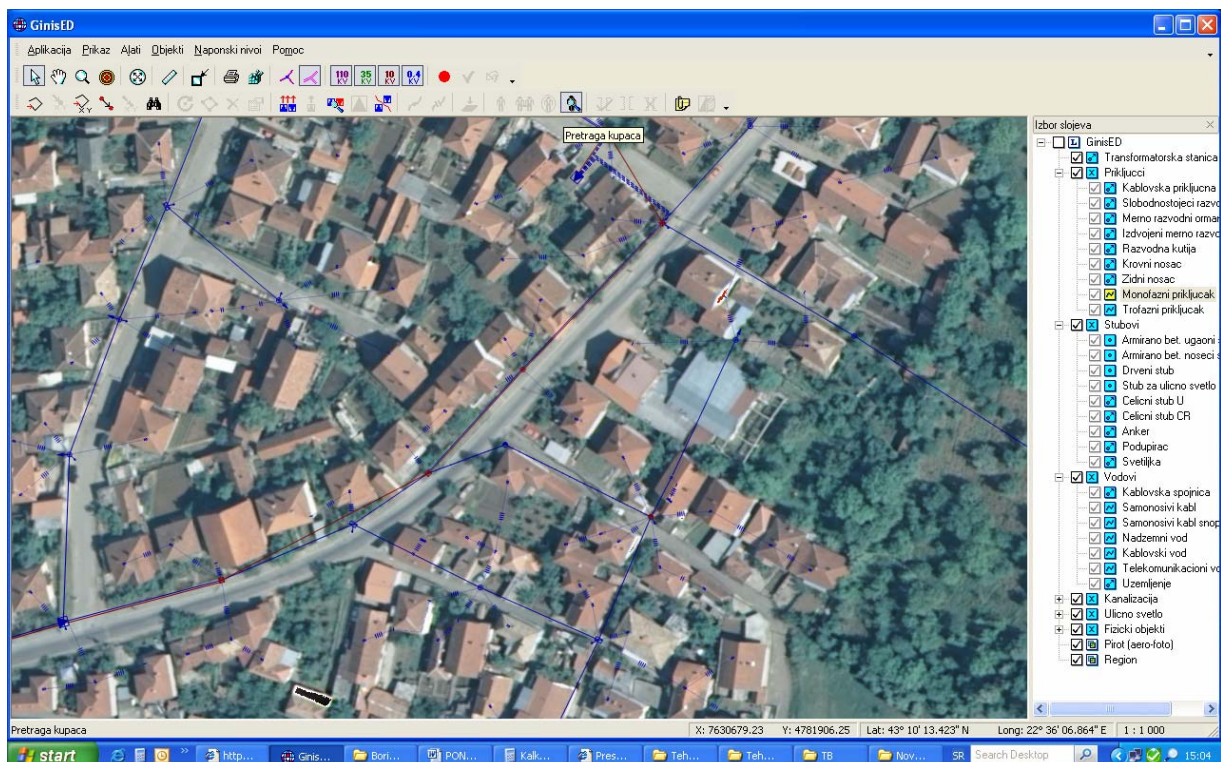 GinisED
Aplikacija Prikaz Alati Objekti Naponski nivoi Pomoc
110 KV 35 KV 10 KV 0.4 KV
X Y
Pretraga kupaca
Izbor slojeva
GinisED
Transformatorska stanica
Prikljucci
Kablovska prikljucna
Slobodnostojeci razvo
Merno razvodni ormar
Izdvojeni merno razvo
Razvodna kutija
Krovni nosac
Zidni nosac
Monofazni prikljucak
Trofazni prikljucak
Stubovi
Armirano bet. ugaoni s
Armirano bet. noseci s
Drveni stub
Stub za ulicno svetlo
Celicni stub U
Celicni stub CR
Anker
Podupirac
Svetiljka
Vodovi
Kablovska spojnica
Samonosivi kabl
Samonosivi kabl snop
Nadzemni vod
Kablovski vod
Telekomunikacioni vo
Uzemljenje
Kanalizacija
Ulicno svetlo
Fizicki objekti
Pirot (aero-foto)
Region
Pretraga kupaca X: 7630679.23 Y: 4781906.25 Lat: 43° 10' 13.423" N Long: 22° 36' 06.864" E 1 : 1 000
start http... Ginis... Bori... PON... Kalk... Pres... Teh... Teh... TB Nov... SR Search Desktop 15:04